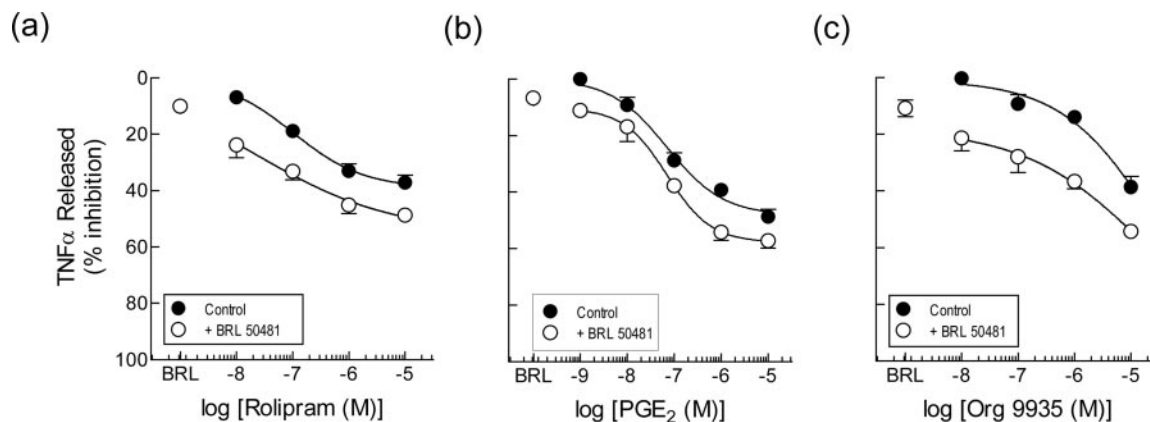 (a)
(b)
(c)
TNFα Released
(% inhibition)
0
20
40
60
80
100
Control
+ BRL 50481
Control
+ BRL 50481
Control
+ BRL 50481
BRL -8 -7 -6 -5
BRL -9 -8 -7 -6 -5
BRL -8 -7 -6 -5
log [Rolipram (M)]
log [PGE₂ (M)]
log [Org 9935 (M)]